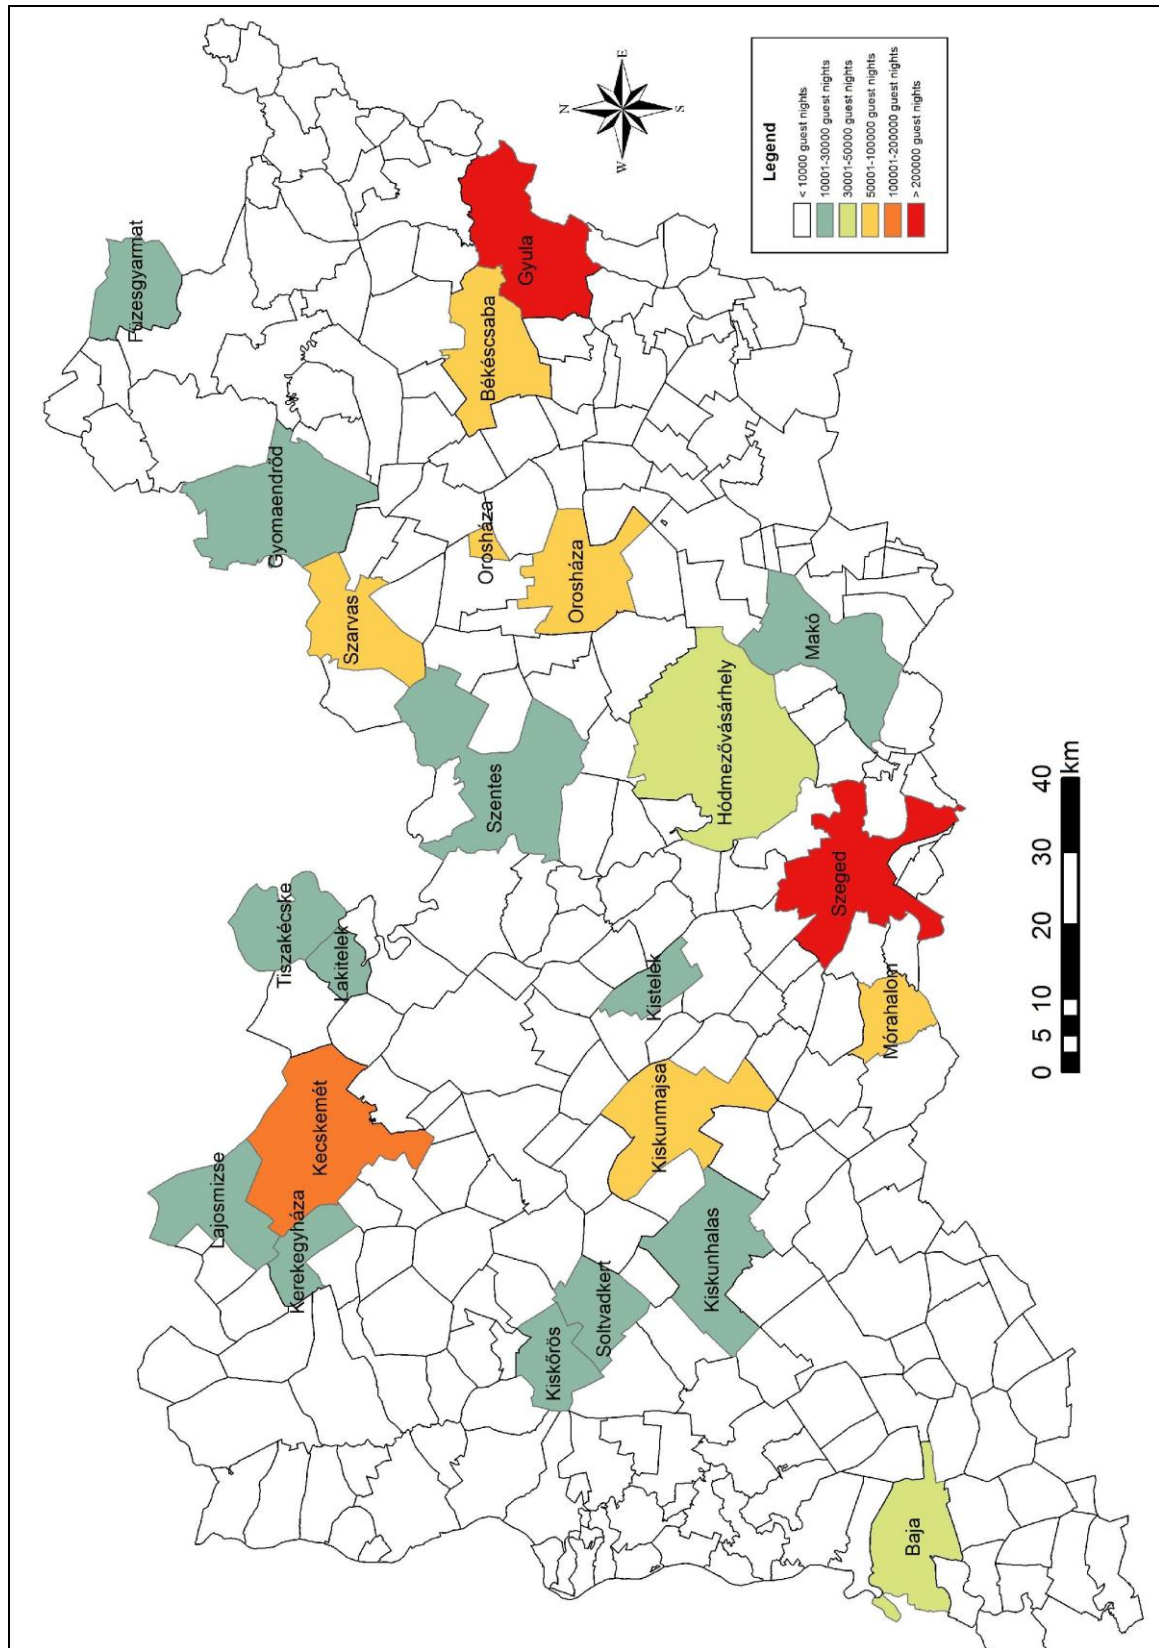 Füzesgyarmat
Gyomaendrőd
Szarvas
Gyula
Békéscsaba
Orosháza
Orosháza
Szentes
Tiszakécske
Lakitelek
Hódmezővásárhely
Makó
Szeged
Kistelek
Mórahalom
Kecskemét
Lajosmizse
Kerekegyháza
Kiskunmajsa
Kiskunhalas
Soltvadkert
Kiskőrös
Baja
N
E
S
W
Legend
< 10000 guest nights
10001-30000 guest nights
30001-50000 guest nights
50001-100000 guest nights
100001-200000 guest nights
> 200000 guest nights
0 5 10 20 30 40
km